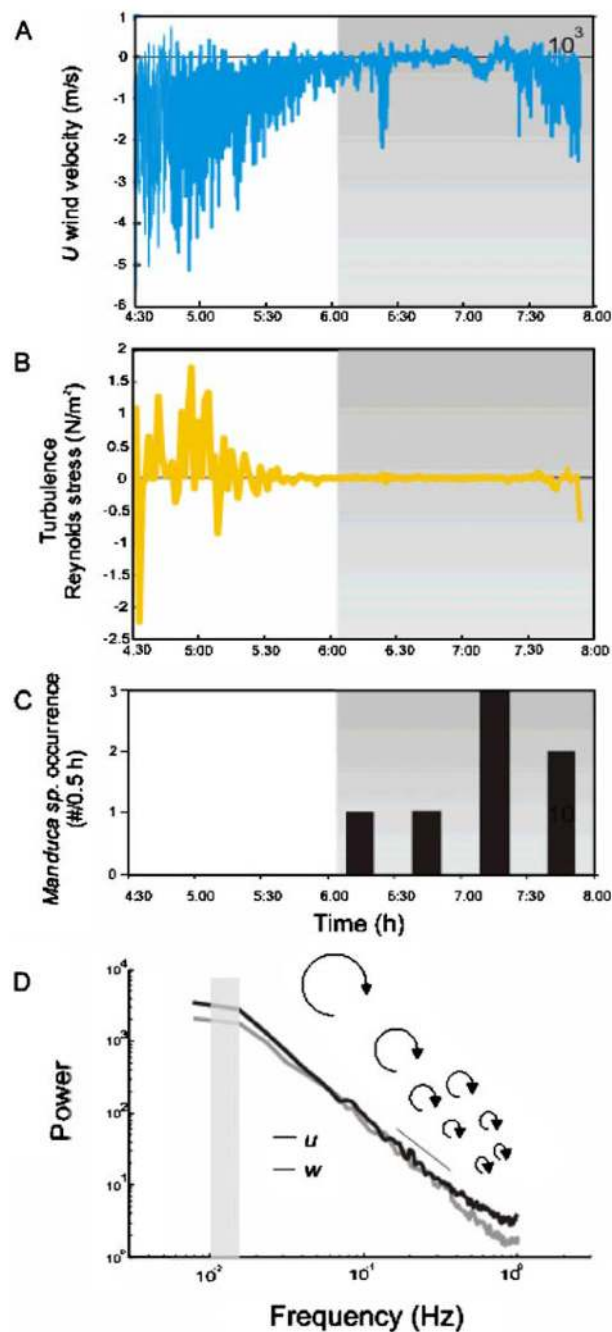 A
U wind velocity (m/s)
10³
1
0
-1
-2
-3
-4
-5
-6
4:30 5:00 5:30 6:00 6:30 7:00 7:30 8:00
B
Turbulence
Reynolds stress (N/m²)
2
1.5
1
0.5
0
-0.5
-1
-1.5
-2
-2.5
4:30 5:00 5:30 6:00 6:30 7:00 7:30 8:00
C
Manduca sp. occurrence
(#/0.5 h)
3
2
1
0
10
4:30 5:00 5:30 6:00 6:30 7:00 7:30 8:00
Time (h)
D
Power
10⁴
10³
10²
10¹
10⁰
u
w
10⁻² 10⁻¹ 10⁰
Frequency (Hz)